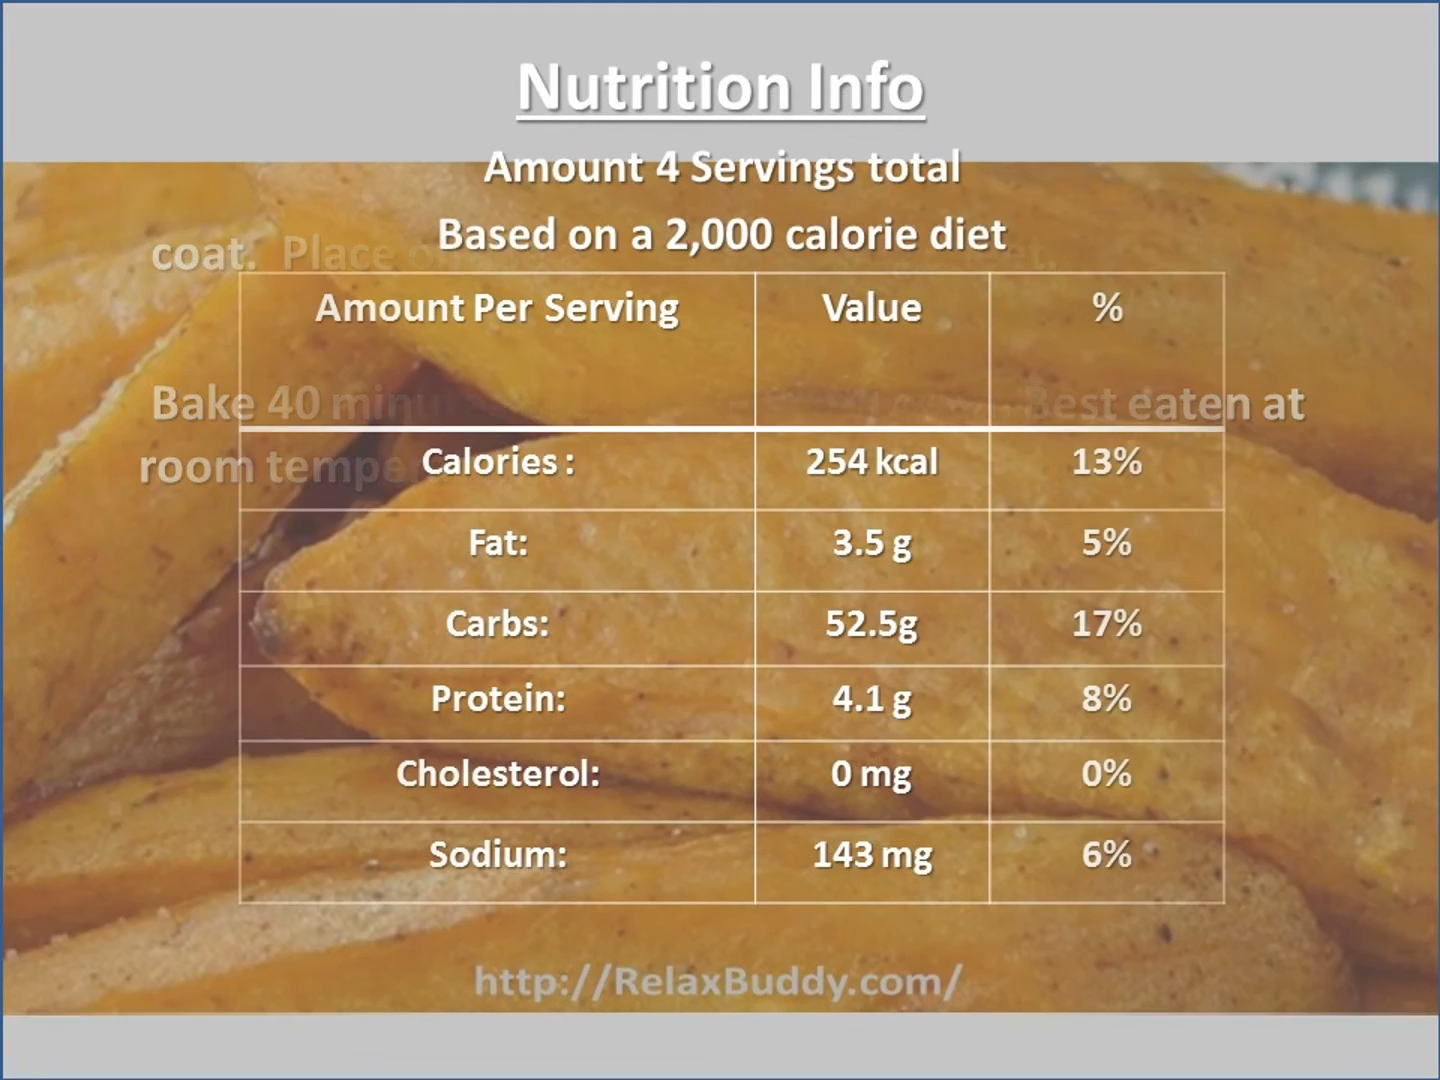 Nutrition Info
Amount 4 Servings total
Based on a 2,000 calorie diet
coat. Place
Amount Per Serving Value %
Bake 40 Best eaten at
room
Calories : 254 kcal 13%
Fat: 3.5 g 5%
Carbs: 52.5g 17%
Protein: 4.1 g 8%
Cholesterol: 0 mg 0%
Sodium: 143 mg 6%
http://RelaxBuddy.com/